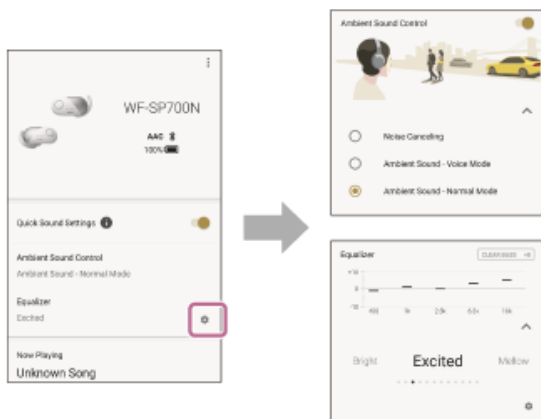 WF-SP700N
AAC
100%
Quick Sound Settings
Ambient Sound Control
Ambient Sound - Normal Mode
Equalizer
Excited
Now Playing
Unknown Song
Ambient Sound Control
Noise Canceling
Ambient Sound - Voice Mode
Ambient Sound - Normal Mode
Equalizer
CLEAR BASS
+10
0
-10
400 1k 2.5k 6.3k 16k
Bright Excited Mellow